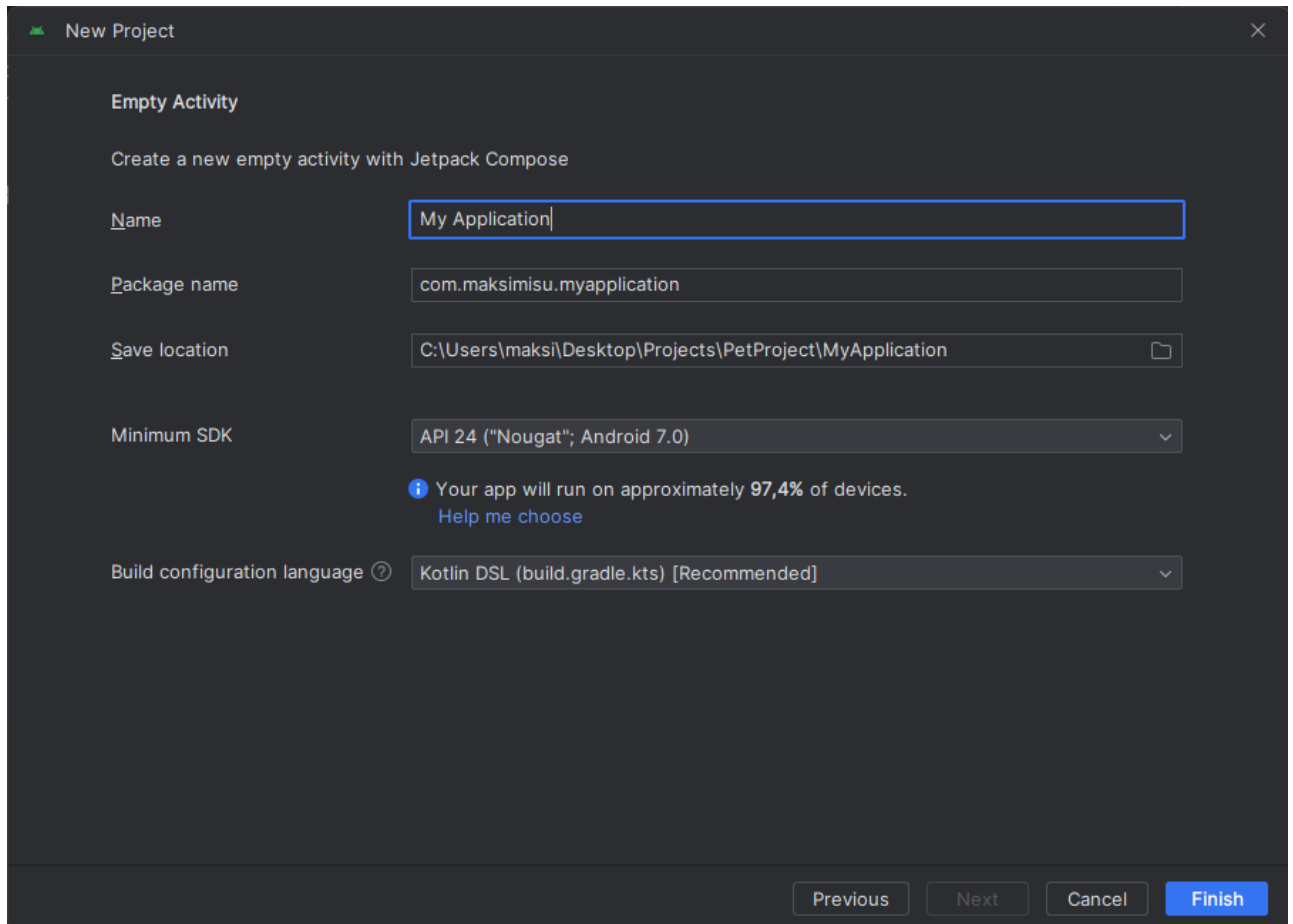 New Project
Empty Activity
Create a new empty activity with Jetpack Compose
Name
My Application
Package name
com.maksimisu.myapplication
Save location
C:\Users\maksi\Desktop\Projects\PetProject\MyApplication
Minimum SDK
API 24 ("Nougat"; Android 7.0)
Your app will run on approximately 97,4% of devices.
Help me choose
Build configuration language ?
Kotlin DSL (build.gradle.kts) [Recommended]
Previous
Next
Cancel
Finish